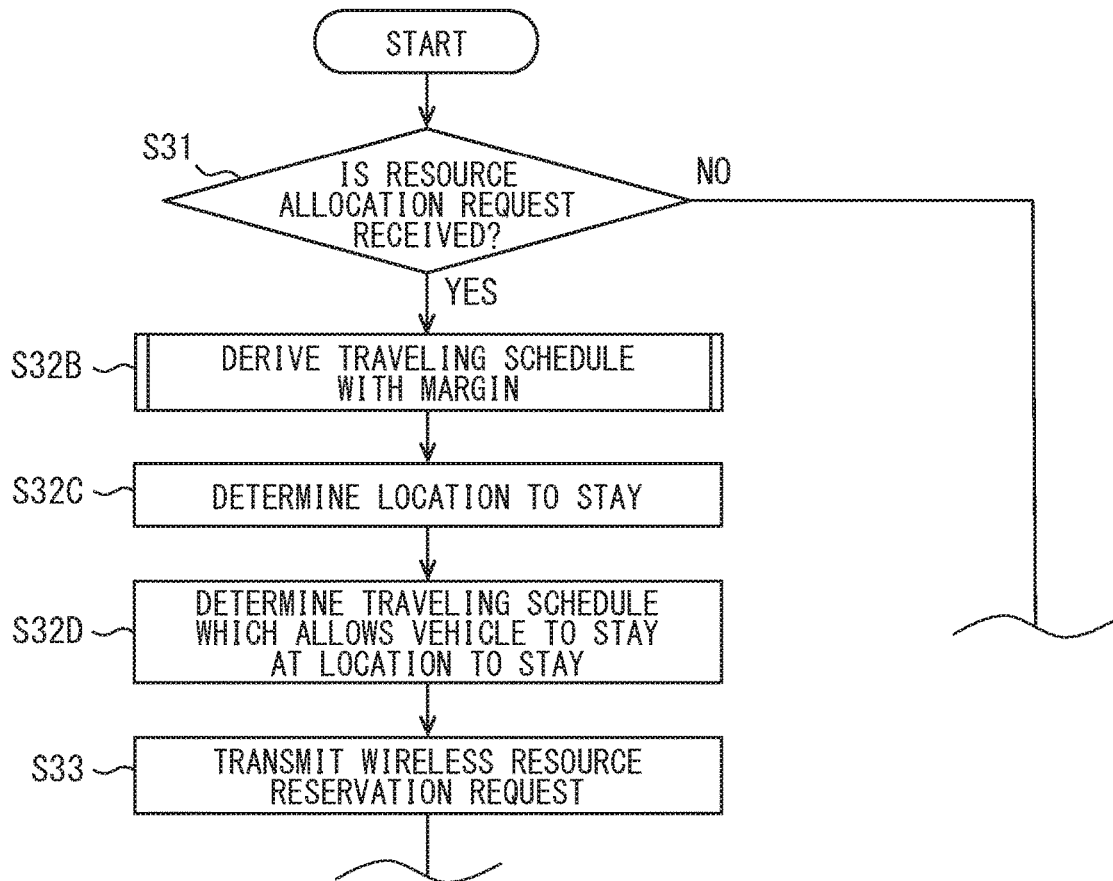 START
S31
IS RESOURCE
ALLOCATION REQUEST
RECEIVED?
NO
YES
S32B
DERIVE TRAVELING SCHEDULE
WITH MARGIN
S32C
DETERMINE LOCATION TO STAY
S32D
DETERMINE TRAVELING SCHEDULE
WHICH ALLOWS VEHICLE TO STAY
AT LOCATION TO STAY
S33
TRANSMIT WIRELESS RESOURCE
RESERVATION REQUEST